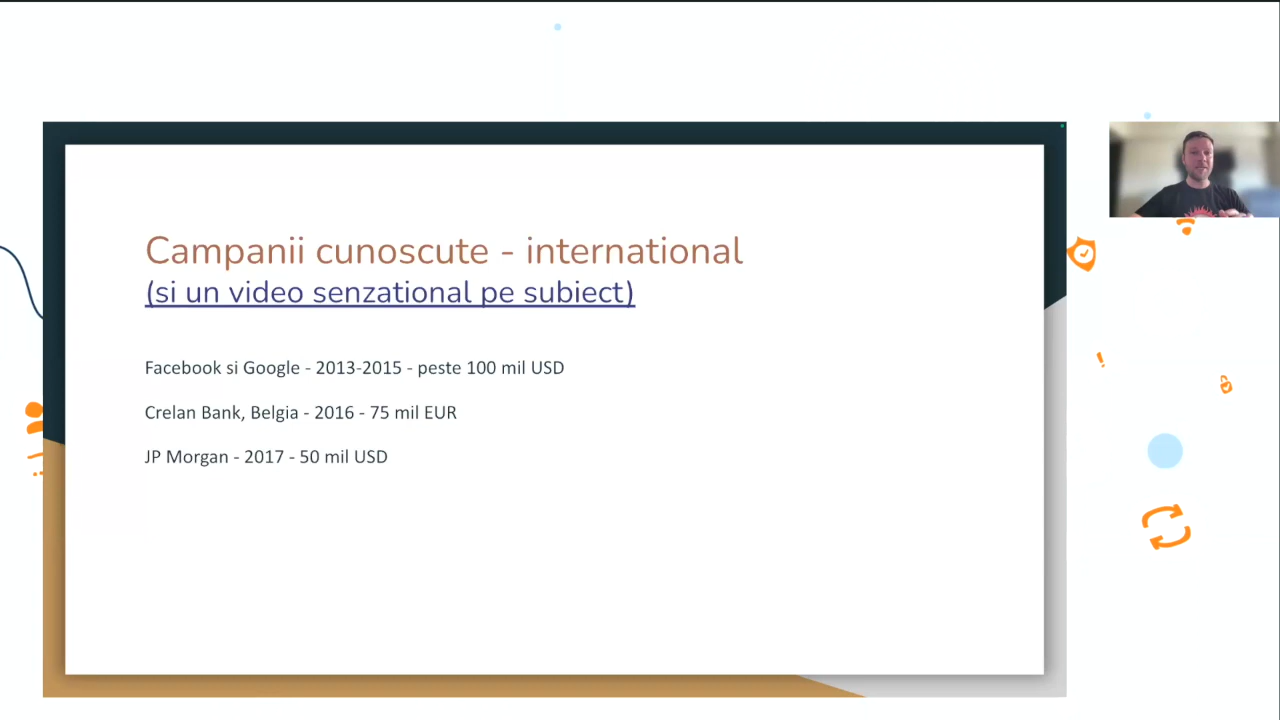 Campanii cunoscute - international
(si un video senzational pe subiect)
Facebook si Google - 2013-2015 - peste 100 mil USD
Crelan Bank, Belgia - 2016 - 75 mil EUR
JP Morgan - 2017 - 50 mil USD